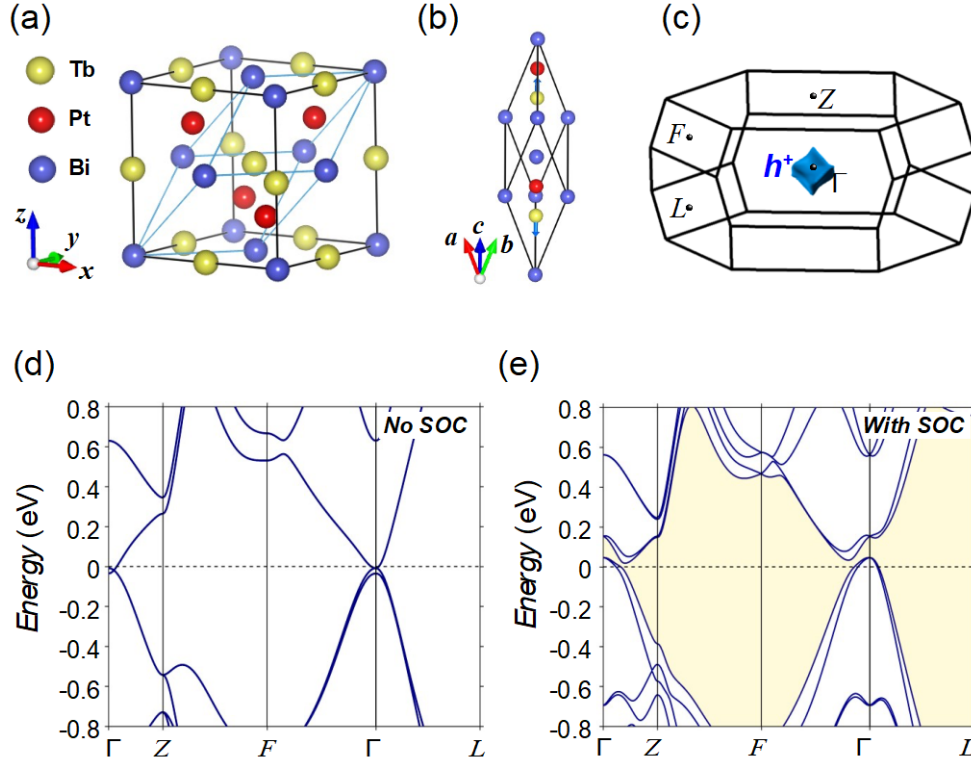 (a)
Tb
Pt
Bi
z
y
x
(b)
a
c
b
(c)
Z
F
h+
Γ
L
(d)
Energy (eV)
0.8
0.6
0.4
0.2
0
-0.2
-0.4
-0.6
-0.8
No SOC
Γ
Z
F
Γ
L
(e)
Energy (eV)
0.8
0.6
0.4
0.2
0
-0.2
-0.4
-0.6
-0.8
With SOC
Γ
Z
F
Γ
L